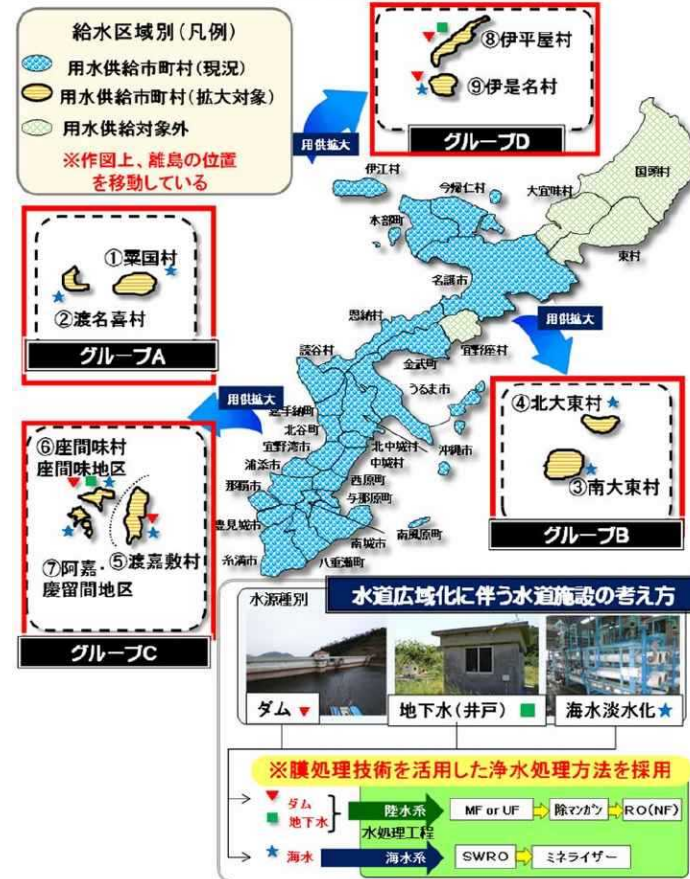 給水区域別(凡例)
用水供給市町村(現況)
用水供給市町村(拡大対象)
用水供給対象外
※作図上、離島の位置
を移動している
用供拡大
⑧伊平屋村
⑨伊是名村
グループD
伊江村
今帰仁村
本部町
大宜味村
国頭村
東村
名護市
恩納村
宜野座村
金武町
読谷村
うるま市
嘉手納町
北谷町
宜野湾市
浦添市
那覇市
豊見城市
糸満市
北中城村
中城村
沖縄市
西原町
与那原町
南風原町
南城市
八重瀬町
①粟国村
②渡名喜村
グループA
用供拡大
④北大東村
③南大東村
グループB
用供拡大
⑥座間味村
座間味地区
⑦阿嘉・
慶留間地区
⑤渡嘉敷村
グループC
水道広域化に伴う水道施設の考え方
水源種別
ダム
地下水(井戸)
海水淡水化
※膜処理技術を活用した浄水処理方法を採用
ダム
地下水
水処理工程
陸水系
MF or UF
除マンガン
RO(NF)
海水
海水系
SWRO
ミネライザー